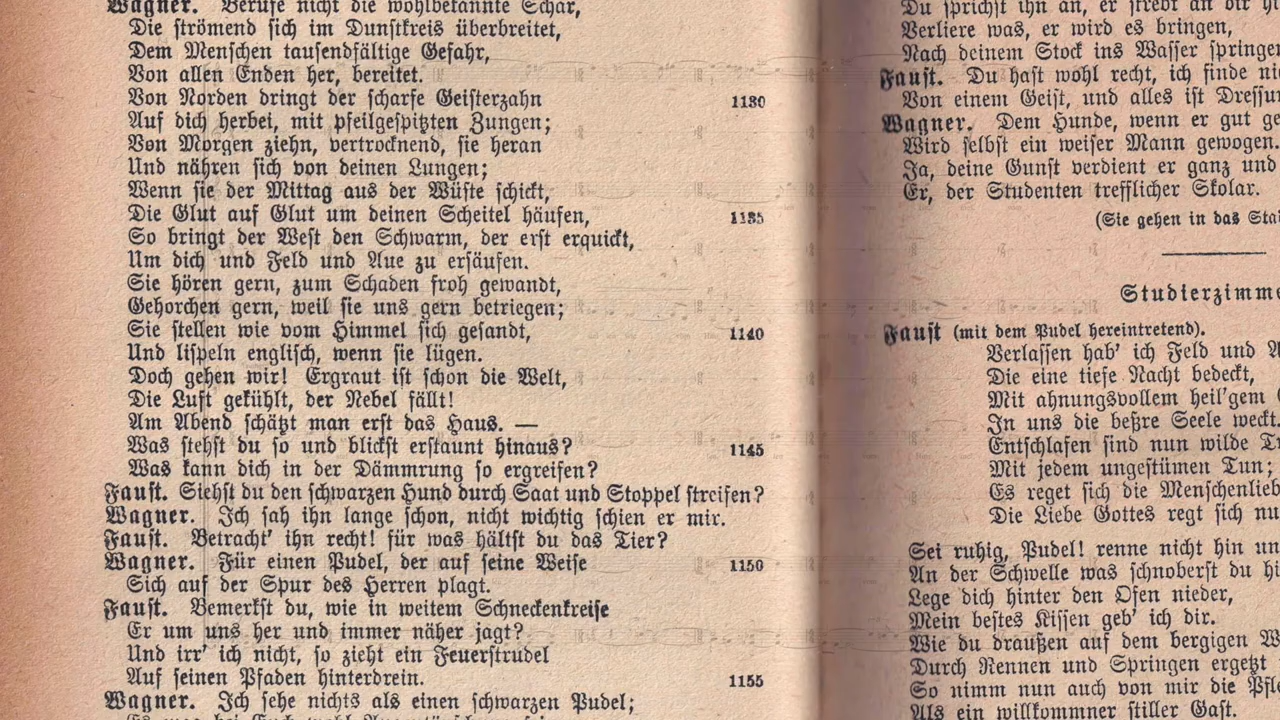 Wagner. Berufe nicht die wohlbekannte Schar,
Die strömend sich im Dunstkreis überbreitet,
Dem Menschen tausendfältige Gefahr,
Von allen Enden her, bereitet.
Von Norden dringt der scharfe Geisterzahn 1130
Auf dich herbei, mit pfeilgespitzten Zungen;
Von Morgen ziehn, vertrocknend, sie heran
Und nähren sich von deinen Lungen;
Wenn sie der Mittag aus der Wüste schickt,
Die Glut auf Glut um deinen Scheitel häufen, 1135
So bringt der West den Schwarm, der erst erquickt,
Um dich und Feld und Aue zu ersäufen.
Sie hören gern, zum Schaden froh gewandt,
Gehorchen gern, weil sie uns gern betriegen;
Sie stellen wie vom Himmel sich gesandt, 1140
Und lispeln englisch, wenn sie lügen.
Doch gehen wir! Ergraut ist schon die Welt,
Die Luft gekühlt, der Nebel fällt!
Am Abend schätzt man erst das Haus. —
Was stehst du so und blickst erstaunt hinaus? 1145
Was kann dich in der Dämmrung so ergreifen?
Faust. Siehst du den schwarzen Hund durch Saat und Stoppel streifen?
Wagner. Ich sah ihn lange schon, nicht wichtig schien er mir.
Faust. Betracht' ihn recht! für was hältst du das Tier?
Wagner. Für einen Pudel, der auf seine Weise 1150
Sich auf der Spur des Herren plagt.
Faust. Bemerkst du, wie in weitem Schneckenkreise
Er um uns her und immer näher jagt?
Und irr' ich nicht, so zieht ein Feuerstrudel
Auf seinen Pfaden hinterdrein. 1155
Wagner. Ich sehe nichts als einen schwarzen Pudel;
Du sprichst ihn an, er strebt an dir
Verliere was, er wird es bringen,
Nach deinem Stock ins Wasser springen
Faust. Du hast wohl recht, ich finde
Von einem Geist, und alles ist Dressur
Wagner. Dem Hunde, wenn er gut
Wird selbst ein weiser Mann gewogen.
Ja, deine Gunst verdient er ganz und
Er, der Studenten trefflicher Skolar.
(Sie gehen in das
Studierzimme
Faust (mit dem Pudel hereintretend).
Verlassen hab' ich Feld und
Die eine tiefe Nacht bedeckt,
Mit ahnungsvollem heil'gem
In uns die beßre Seele weckt.
Entschlafen sind nun wilde
Mit jedem ungestümen Tun;
Es reget sich die Menschenlieb
Die Liebe Gottes regt sich nu
Sei ruhig, Pudel! renne nicht hin un
An der Schwelle was schnoberst du hi
Lege dich hinter den Ofen nieder,
Mein bestes Kissen geb' ich dir.
Wie du draußen auf dem bergigen
Durch Rennen und Springen ergetzt
So nimm nun auch von mir die Pfle
Als ein willkommner stiller Gast.